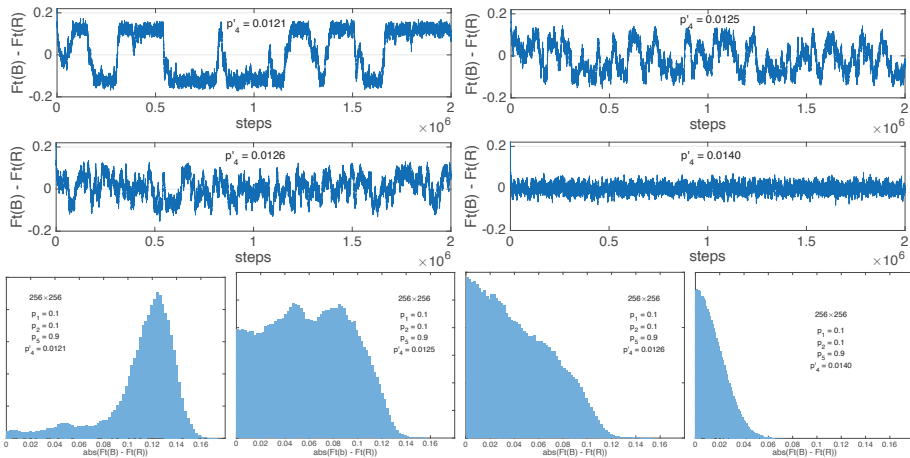 0.2
0
-0.2
Ft(B) - Ft(R)
p'4 = 0.0121
0 0.5 1 1.5 2
steps
×10^6
0.2
0
-0.2
Ft(B) - Ft(R)
p'4 = 0.0125
0 0.5 1 1.5 2
steps
×10^6
0.2
0
-0.2
Ft(B) - Ft(R)
p'4 = 0.0126
0 0.5 1 1.5 2
steps
×10^6
0.2
0
-0.2
Ft(B) - Ft(R)
p'4 = 0.0140
0 0.5 1 1.5 2
steps
×10^6
256×256
p1 = 0.1
p2 = 0.1
p5 = 0.9
p'4 = 0.0121
0 0.02 0.04 0.06 0.08 0.1 0.12 0.14 0.16
abs(Ft(B) - Ft(R))
256×256
p1 = 0.1
p2 = 0.1
p5 = 0.9
p'4 = 0.0125
0 0.02 0.04 0.06 0.08 0.1 0.12 0.14 0.16
abs(Ft(b) - Ft(R))
256×256
p1 = 0.1
p2 = 0.1
p5 = 0.9
p'4 = 0.0126
0 0.02 0.04 0.06 0.08 0.1 0.12 0.14 0.16
abs(Ft(B) - Ft(R))
256×256
p1 = 0.1
p2 = 0.1
p5 = 0.9
p'4 = 0.0140
0 0.02 0.04 0.06 0.08 0.1 0.12 0.14 0.16
abs(Ft(B) - Ft(R))